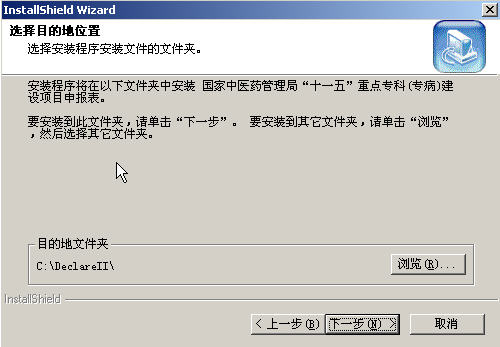 InstallShield Wizard
选择目的地位置
选择安装程序安装文件的文件夹。
安装程序将在以下文件夹中安装 国家中医药管理局“十一五”重点专科(专病)建
设项目申报表。
要安装到此文件夹，请单击“下一步”。 要安装到其它文件夹，请单击“浏览”
，然后选择其它文件夹。
目的地文件夹
C:\DeclareII\
浏览(R)...
InstallShield
< 上一步(B)
下一步(N) >
取消